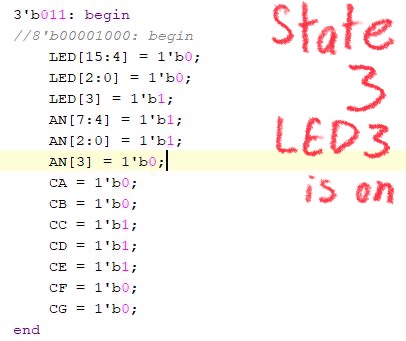 3'b011: begin
//8'b00001000: begin
LED[15:4] = 1'b0;
LED[2:0] = 1'b0;
LED[3] = 1'b1;
AN[7:4] = 1'b1;
AN[2:0] = 1'b1;
AN[3] = 1'b0;
CA = 1'b0;
CB = 1'b0;
CC = 1'b1;
CD = 1'b1;
CE = 1'b1;
CF = 1'b0;
CG = 1'b0;
end
State
3
LED3
is on